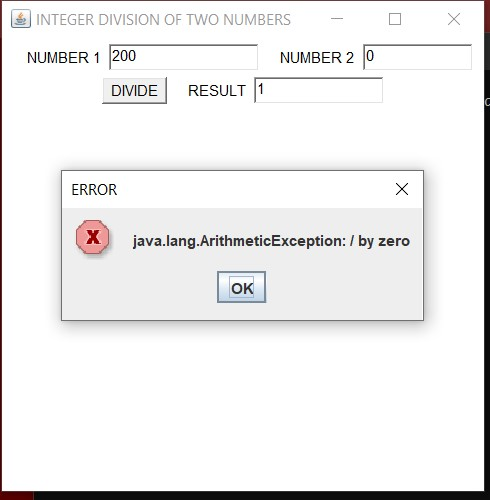 INTEGER DIVISION OF TWO NUMBERS
NUMBER 1 200 NUMBER 2 0
DIVIDE RESULT 1
ERROR
X
java.lang.ArithmeticException: / by zero
OK